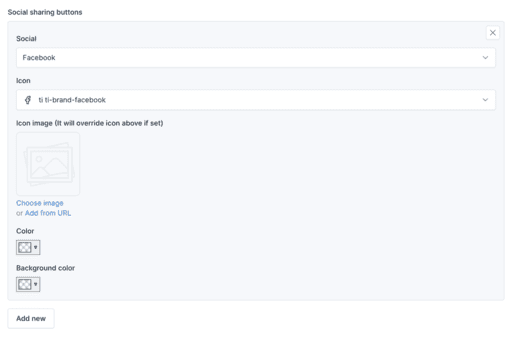 Social sharing buttons
Social
Facebook
Icon
ti ti-brand-facebook
Icon image (It will override icon above if set)
Choose image
or Add from URL
Color
Background color
Add new